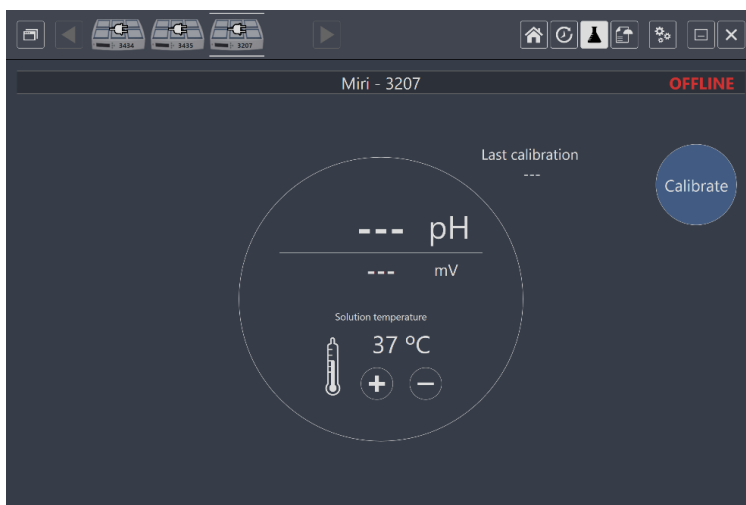 3434 3435 3207
Miri - 3207 OFFLINE
Last calibration
---
Calibrate
--- pH
--- mV
Solution temperature
37 ºC
+ −